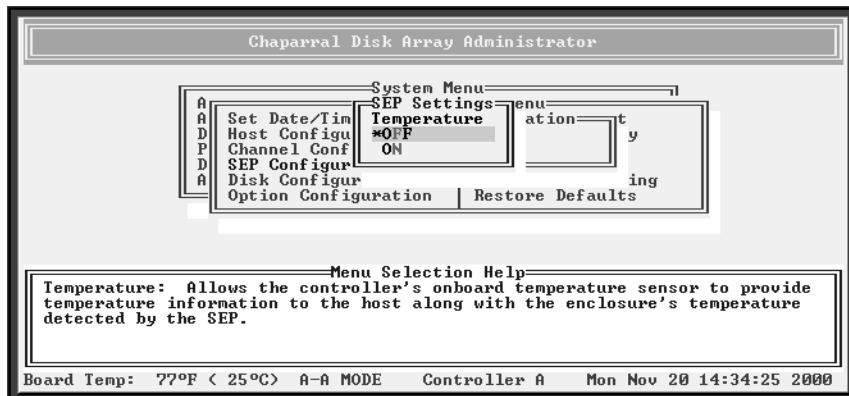 Chaparral Disk Array Administrator
System Menu
SEP Settings enu
Temperature
*OFF
ON
A
A
D
P
D
A
Set Date/Tim ation t
Host Configu y
Channel Conf
SEP Configur
Disk Configur ing
Option Configuration Restore Defaults
Menu Selection Help
Temperature: Allows the controller's onboard temperature sensor to provide
temperature information to the host along with the enclosure's temperature
detected by the SEP.
Board Temp: 77°F ( 25°C) A-A MODE Controller A Mon Nov 20 14:34:25 2000